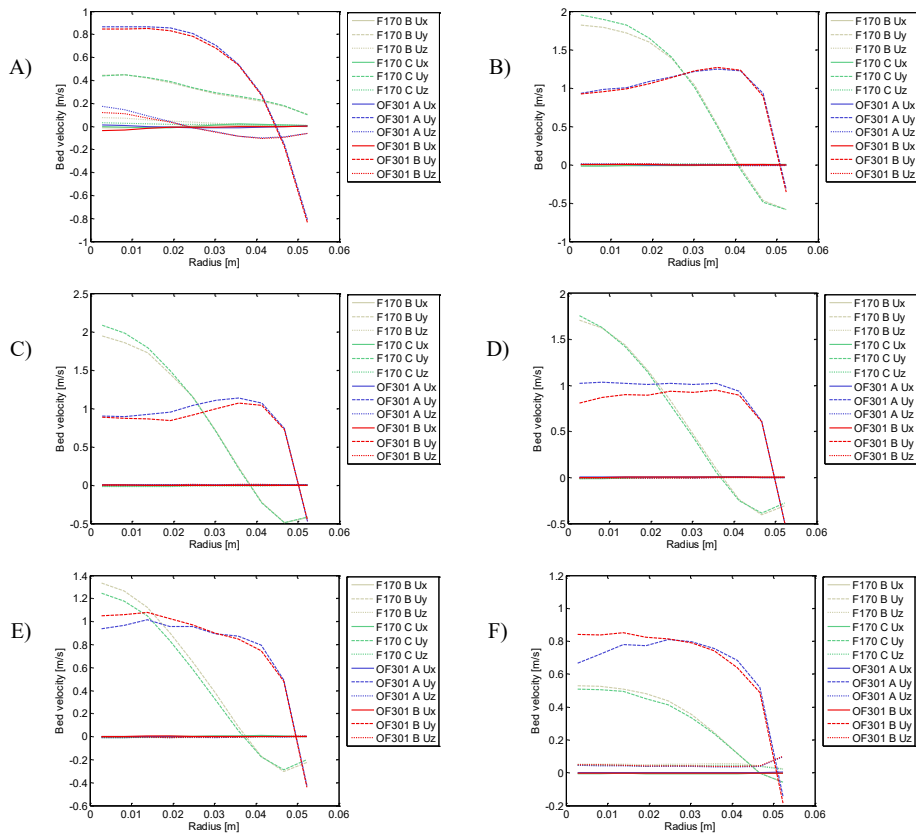 A)
Bed velocity [m/s]
1
0.8
0.6
0.4
0.2
0
-0.2
-0.4
-0.6
-0.8
-1
0 0.01 0.02 0.03 0.04 0.05 0.06
Radius [m]
F170 B Ux
F170 B Uy
F170 B Uz
F170 C Ux
F170 C Uy
F170 C Uz
OF301 A Ux
OF301 A Uy
OF301 A Uz
OF301 B Ux
OF301 B Uy
OF301 B Uz
B)
Bed velocity [m/s]
2
1.5
1
0.5
0
-0.5
-1
0 0.01 0.02 0.03 0.04 0.05 0.06
Radius [m]
F170 B Ux
F170 B Uy
F170 B Uz
F170 C Ux
F170 C Uy
F170 C Uz
OF301 A Ux
OF301 A Uy
OF301 A Uz
OF301 B Ux
OF301 B Uy
OF301 B Uz
C)
Bed velocity [m/s]
2.5
2
1.5
1
0.5
0
-0.5
0 0.01 0.02 0.03 0.04 0.05 0.06
Radius [m]
F170 B Ux
F170 B Uy
F170 B Uz
F170 C Ux
F170 C Uy
F170 C Uz
OF301 A Ux
OF301 A Uy
OF301 A Uz
OF301 B Ux
OF301 B Uy
OF301 B Uz
D)
Bed velocity [m/s]
2
1.5
1
0.5
0
-0.5
0 0.01 0.02 0.03 0.04 0.05 0.06
Radius [m]
F170 B Ux
F170 B Uy
F170 B Uz
F170 C Ux
F170 C Uy
F170 C Uz
OF301 A Ux
OF301 A Uy
OF301 A Uz
OF301 B Ux
OF301 B Uy
OF301 B Uz
E)
Bed velocity [m/s]
1.4
1.2
1
0.8
0.6
0.4
0.2
0
-0.2
-0.4
-0.6
0 0.01 0.02 0.03 0.04 0.05 0.06
Radius [m]
F170 B Ux
F170 B Uy
F170 B Uz
F170 C Ux
F170 C Uy
F170 C Uz
OF301 A Ux
OF301 A Uy
OF301 A Uz
OF301 B Ux
OF301 B Uy
OF301 B Uz
F)
Bed velocity [m/s]
1
0.8
0.6
0.4
0.2
0
-0.2
0 0.01 0.02 0.03 0.04 0.05 0.06
Radius [m]
F170 B Ux
F170 B Uy
F170 B Uz
F170 C Ux
F170 C Uy
F170 C Uz
OF301 A Ux
OF301 A Uy
OF301 A Uz
OF301 B Ux
OF301 B Uy
OF301 B Uz